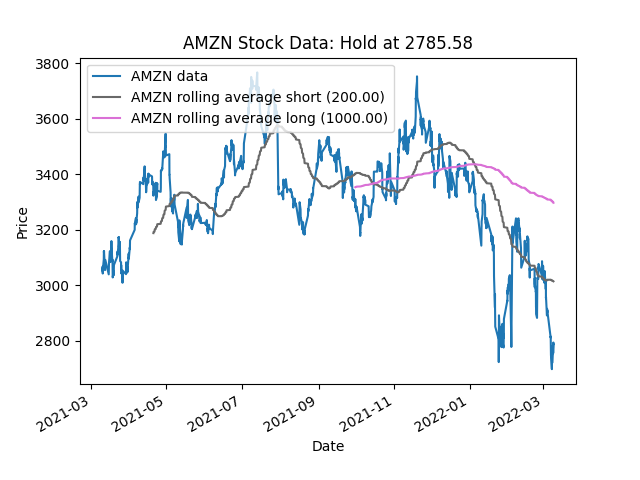 AMZN Stock Data: Hold at 2785.58
AMZN data
AMZN rolling average short (200.00)
AMZN rolling average long (1000.00)
Price
3800
3600
3400
3200
3000
2800
2021-03
2021-05
2021-07
2021-09
2021-11
2022-01
2022-03
Date